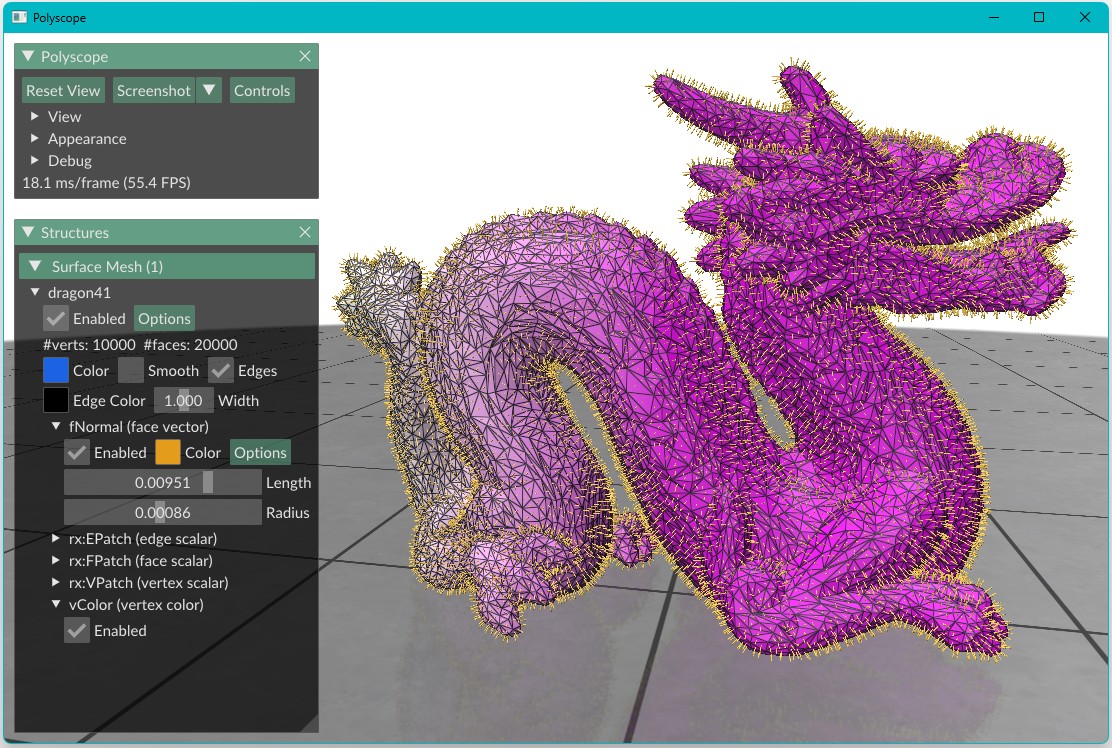 Polyscope
Polyscope
Reset View Screenshot Controls
View
Appearance
Debug
18.1 ms/frame (55.4 FPS)
Structures
Surface Mesh (1)
dragon41
Enabled Options
#verts: 10000 #faces: 20000
Color Smooth Edges
Edge Color 1.000 Width
fNormal (face vector)
Enabled Color Options
0.00951 Length
0.00086 Radius
rx:EPatch (edge scalar)
rx:FPatch (face scalar)
rx:VPatch (vertex scalar)
vColor (vertex color)
Enabled